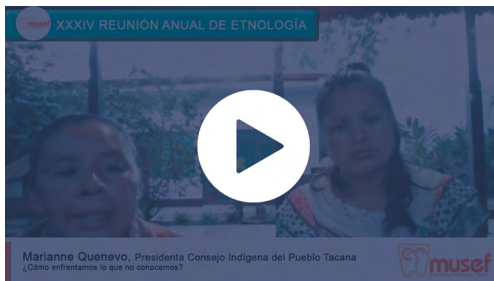 musef XXXIV REUNIÓN ANUAL DE ETNOLOGÍA
Marianne Quenevo, Presidenta Consejo Indígena del Pueblo Tacana
¿Cómo enfrentamos lo que no conocemos?
musef